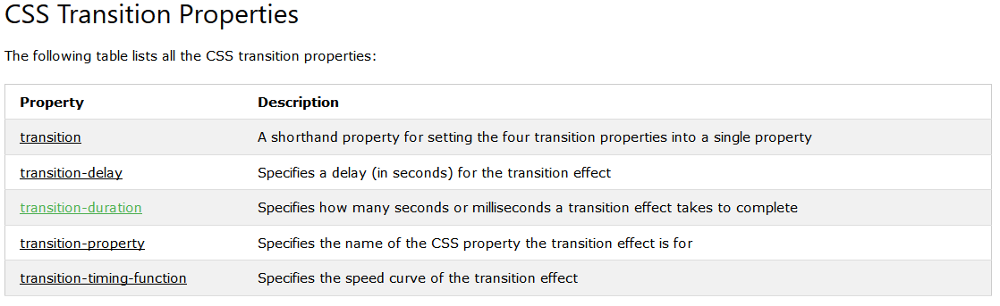 CSS Transition Properties
The following table lists all the CSS transition properties:
Property Description
transition A shorthand property for setting the four transition properties into a single property
transition-delay Specifies a delay (in seconds) for the transition effect
transition-duration Specifies how many seconds or milliseconds a transition effect takes to complete
transition-property Specifies the name of the CSS property the transition effect is for
transition-timing-function Specifies the speed curve of the transition effect